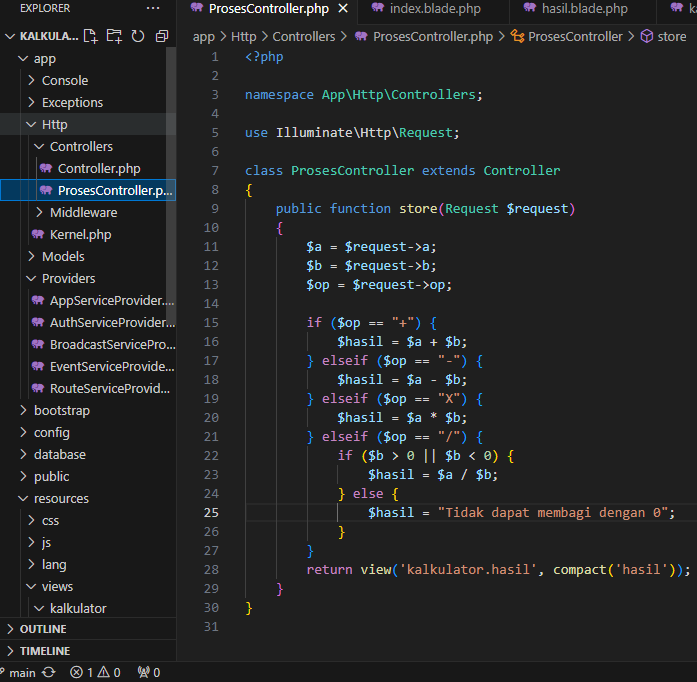 EXPLORER ...
ProsesController.php
index.blade.php
hasil.blade.php
KALKULA...
app > Http > Controllers > ProsesController.php > ProsesController > store
app
Console
Exceptions
Http
Controllers
Controller.php
ProsesController.p...
Middleware
Kernel.php
Models
Providers
AppServiceProvider....
AuthServiceProvider...
BroadcastServicePro...
EventServiceProvide...
RouteServiceProvid...
bootstrap
config
database
public
resources
css
js
lang
views
kalkulator
OUTLINE
TIMELINE
1 <?php
2
3 namespace App\Http\Controllers;
4
5 use Illuminate\Http\Request;
6
7 class ProsesController extends Controller
8 {
9     public function store(Request $request)
10     {
11         $a = $request->a;
12         $b = $request->b;
13         $op = $request->op;
14
15         if ($op == "+") {
16             $hasil = $a + $b;
17         } elseif ($op == "-") {
18             $hasil = $a - $b;
19         } elseif ($op == "X") {
20             $hasil = $a * $b;
21         } elseif ($op == "/") {
22             if ($b > 0 || $b < 0) {
23                 $hasil = $a / $b;
24             } else {
25                 $hasil = "Tidak dapat membagi dengan 0";
26             }
27         }
28         return view('kalkulator.hasil', compact('hasil'));
29     }
30 }
31
main 1 0 0